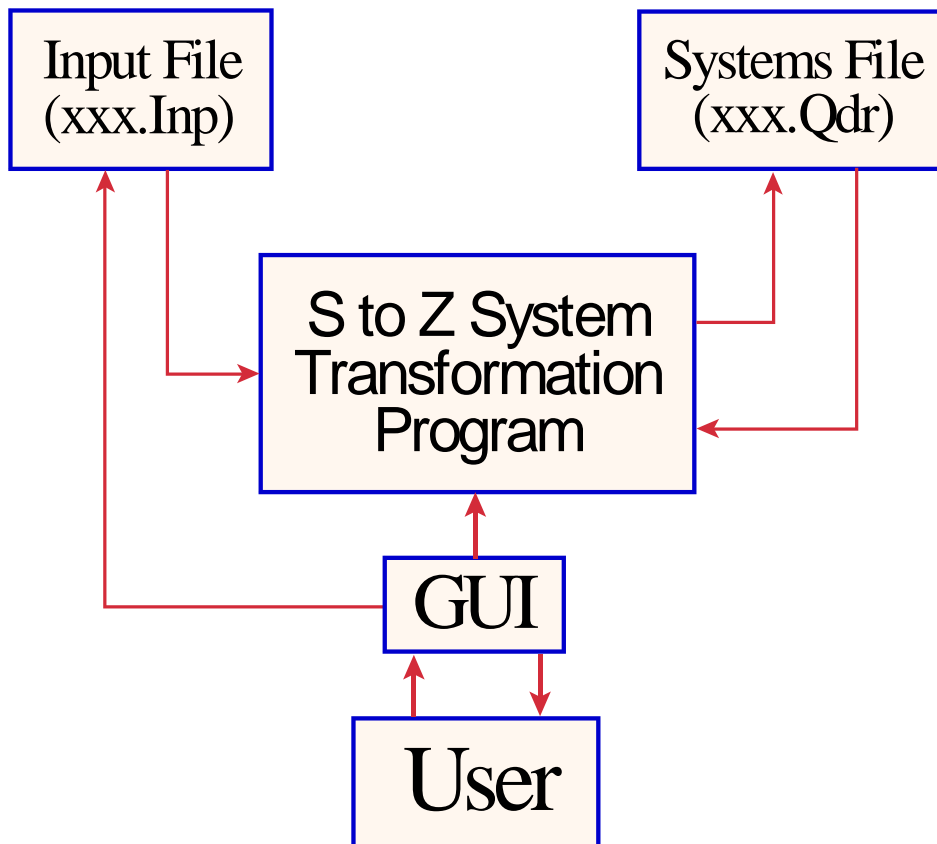 Input File
(xxx.Inp)
Systems File
(xxx.Qdr)
S to Z System
Transformation
Program
GUI
User